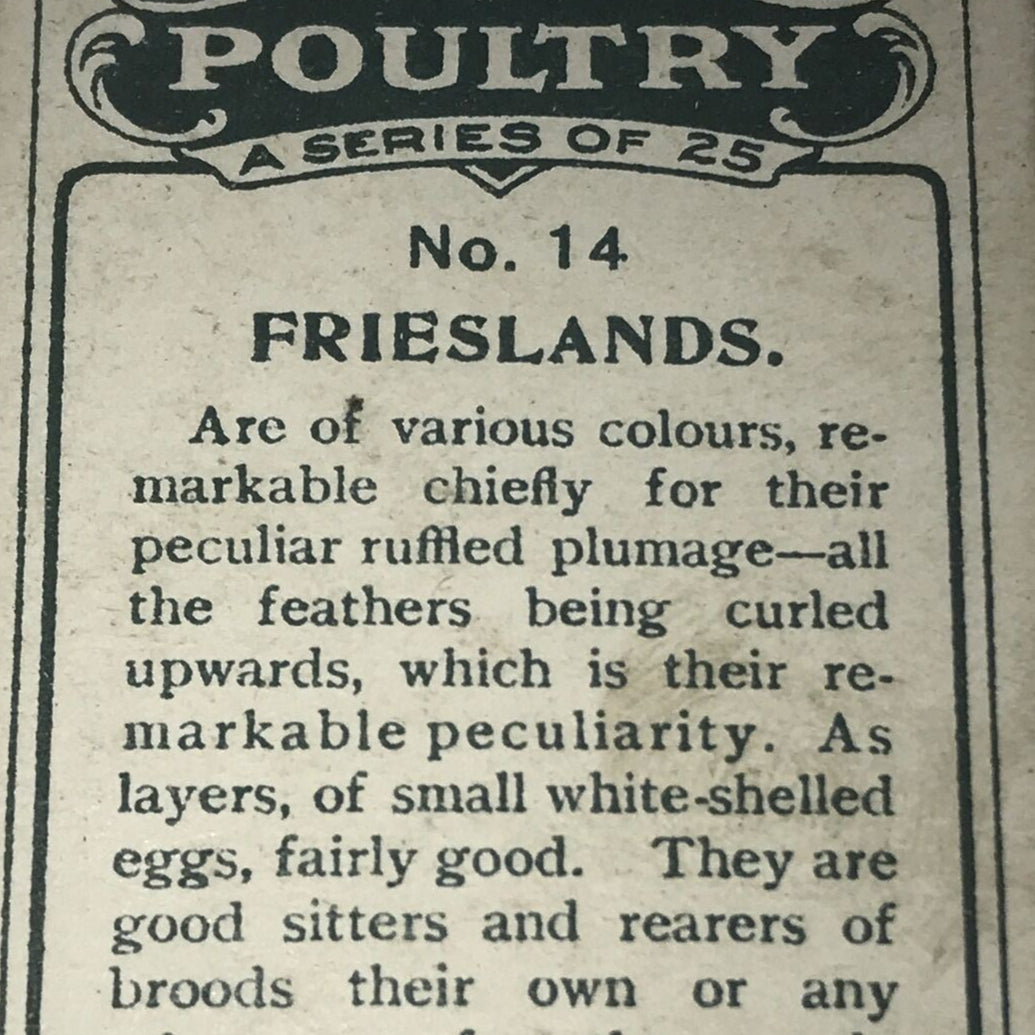 POULTRY
A SERIES OF 25
No. 14
FRIESLANDS.
Are of various colours, re-
markable chiefly for their
peculiar ruffled plumage—all
the feathers being curled
upwards, which is their re-
markable peculiarity. As
layers, of small white-shelled
eggs, fairly good. They are
good sitters and rearers of
broods their own or any